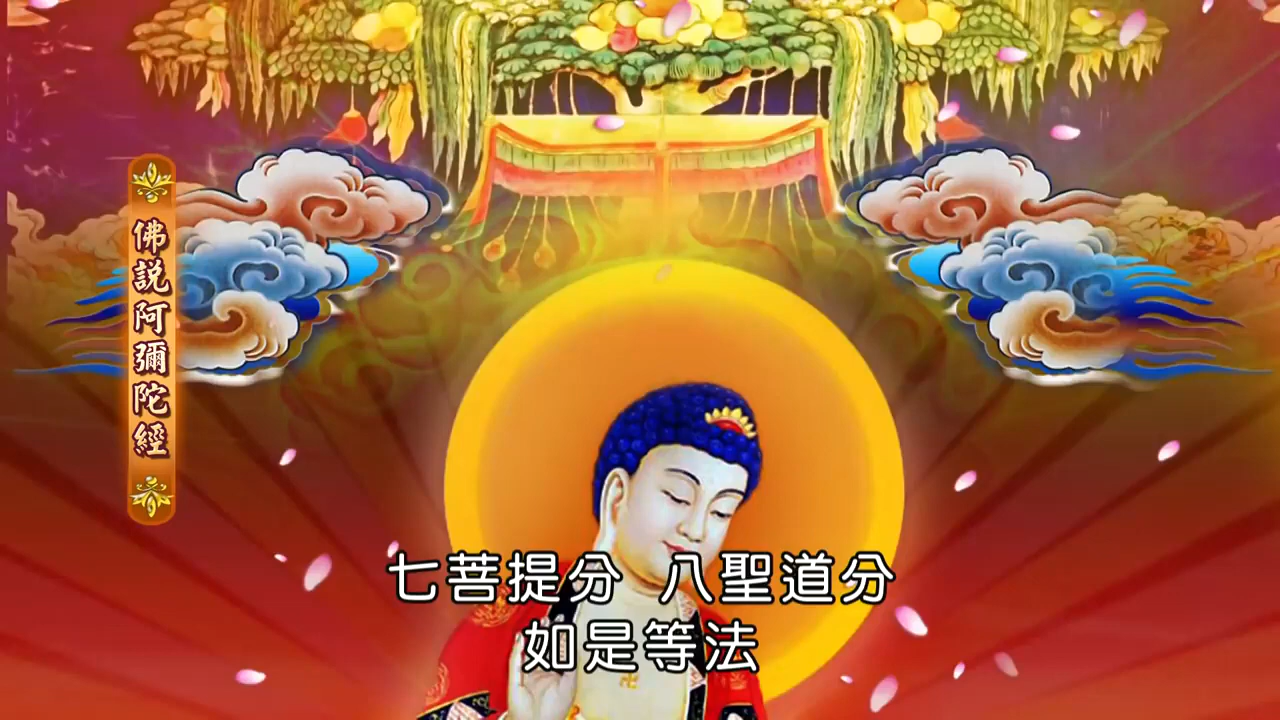 佛說阿彌陀經
七菩提分 八聖道分
如是等法